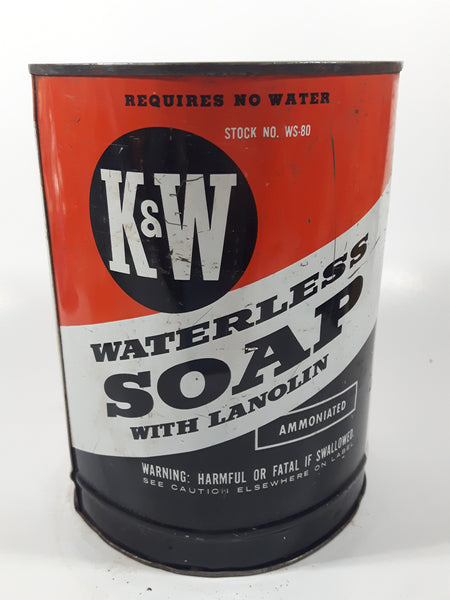 REQUIRES NO WATER
STOCK NO. WS-80
K&W
WATERLESS
SOAP
WITH LANOLIN
AMMONIATED
WARNING: HARMFUL OR FATAL IF SWALLOWED.
SEE CAUTION ELSEWHERE ON LABEL